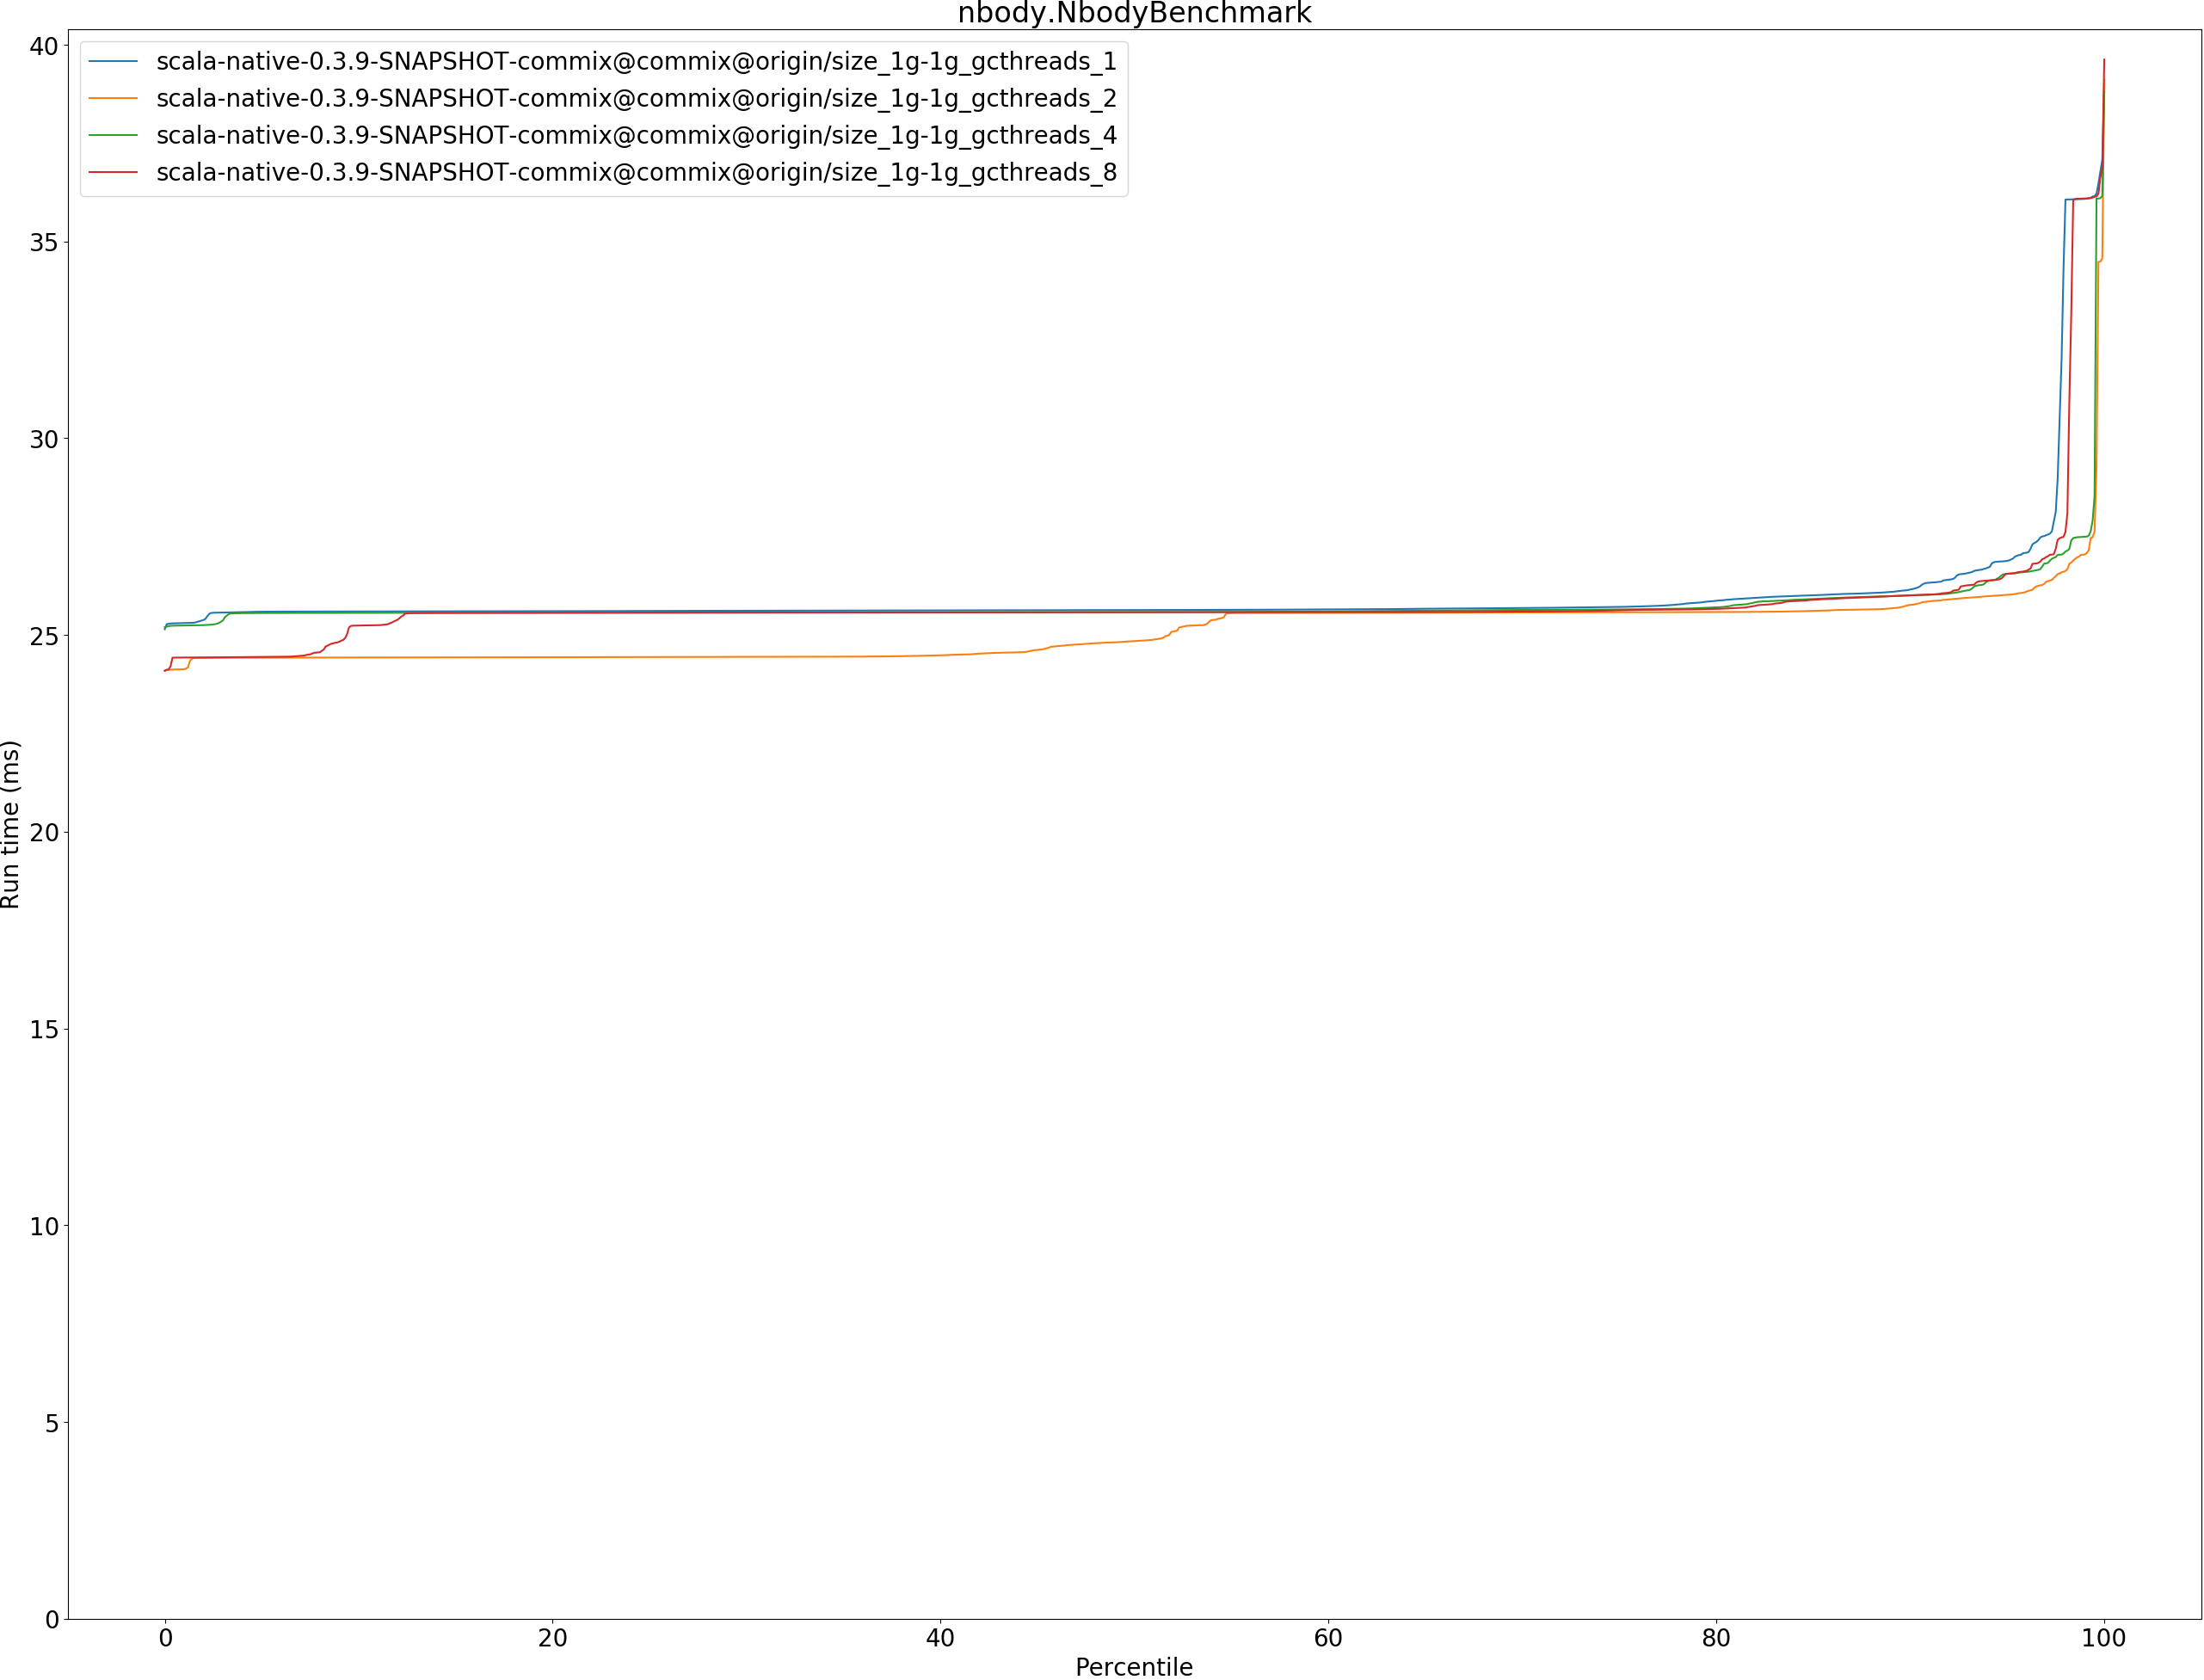 nbody.NbodyBenchmark
scala-native-0.3.9-SNAPSHOT-commix@commix@origin/size_1g-1g_gcthreads_1
scala-native-0.3.9-SNAPSHOT-commix@commix@origin/size_1g-1g_gcthreads_2
scala-native-0.3.9-SNAPSHOT-commix@commix@origin/size_1g-1g_gcthreads_4
scala-native-0.3.9-SNAPSHOT-commix@commix@origin/size_1g-1g_gcthreads_8
40
35
30
25
20
15
10
5
0
Run time (ms)
0 20 40 60 80 100
Percentile